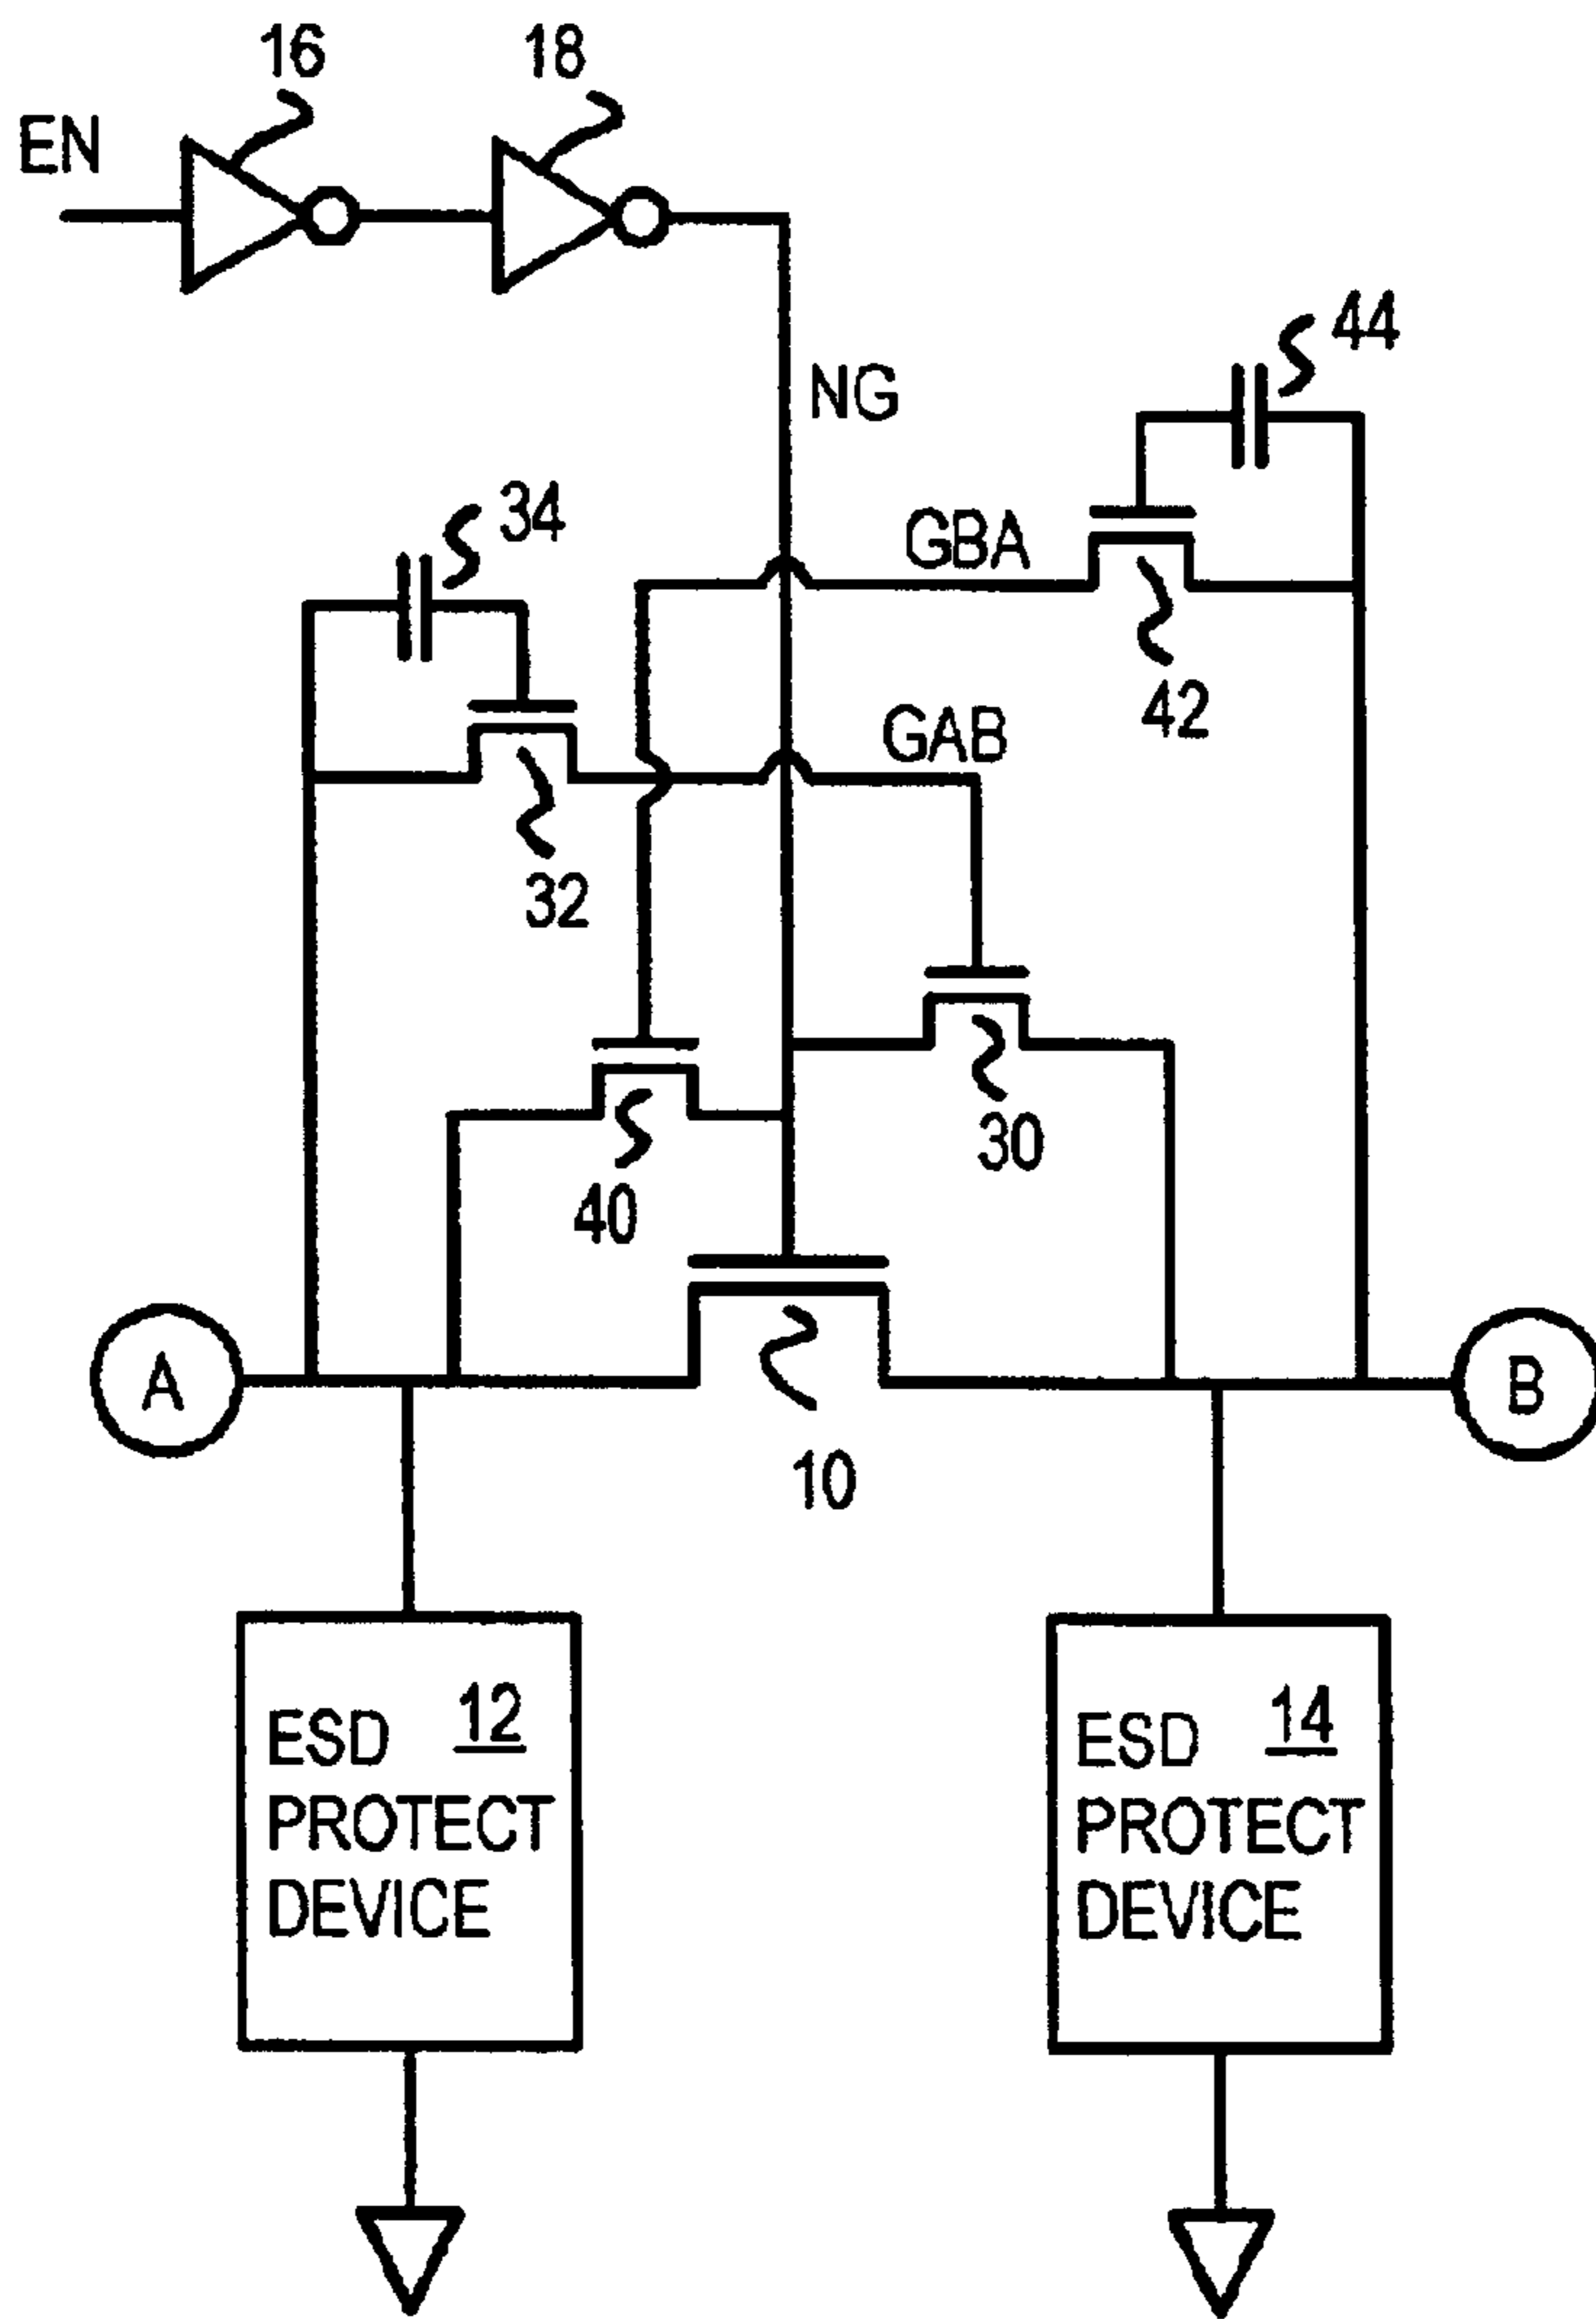 16
18
EN
44
NG
34
GBA
42
GAB
32
30
40
A
B
10
ESD 12
PROTECT
DEVICE
ESD 14
PROTECT
DEVICE